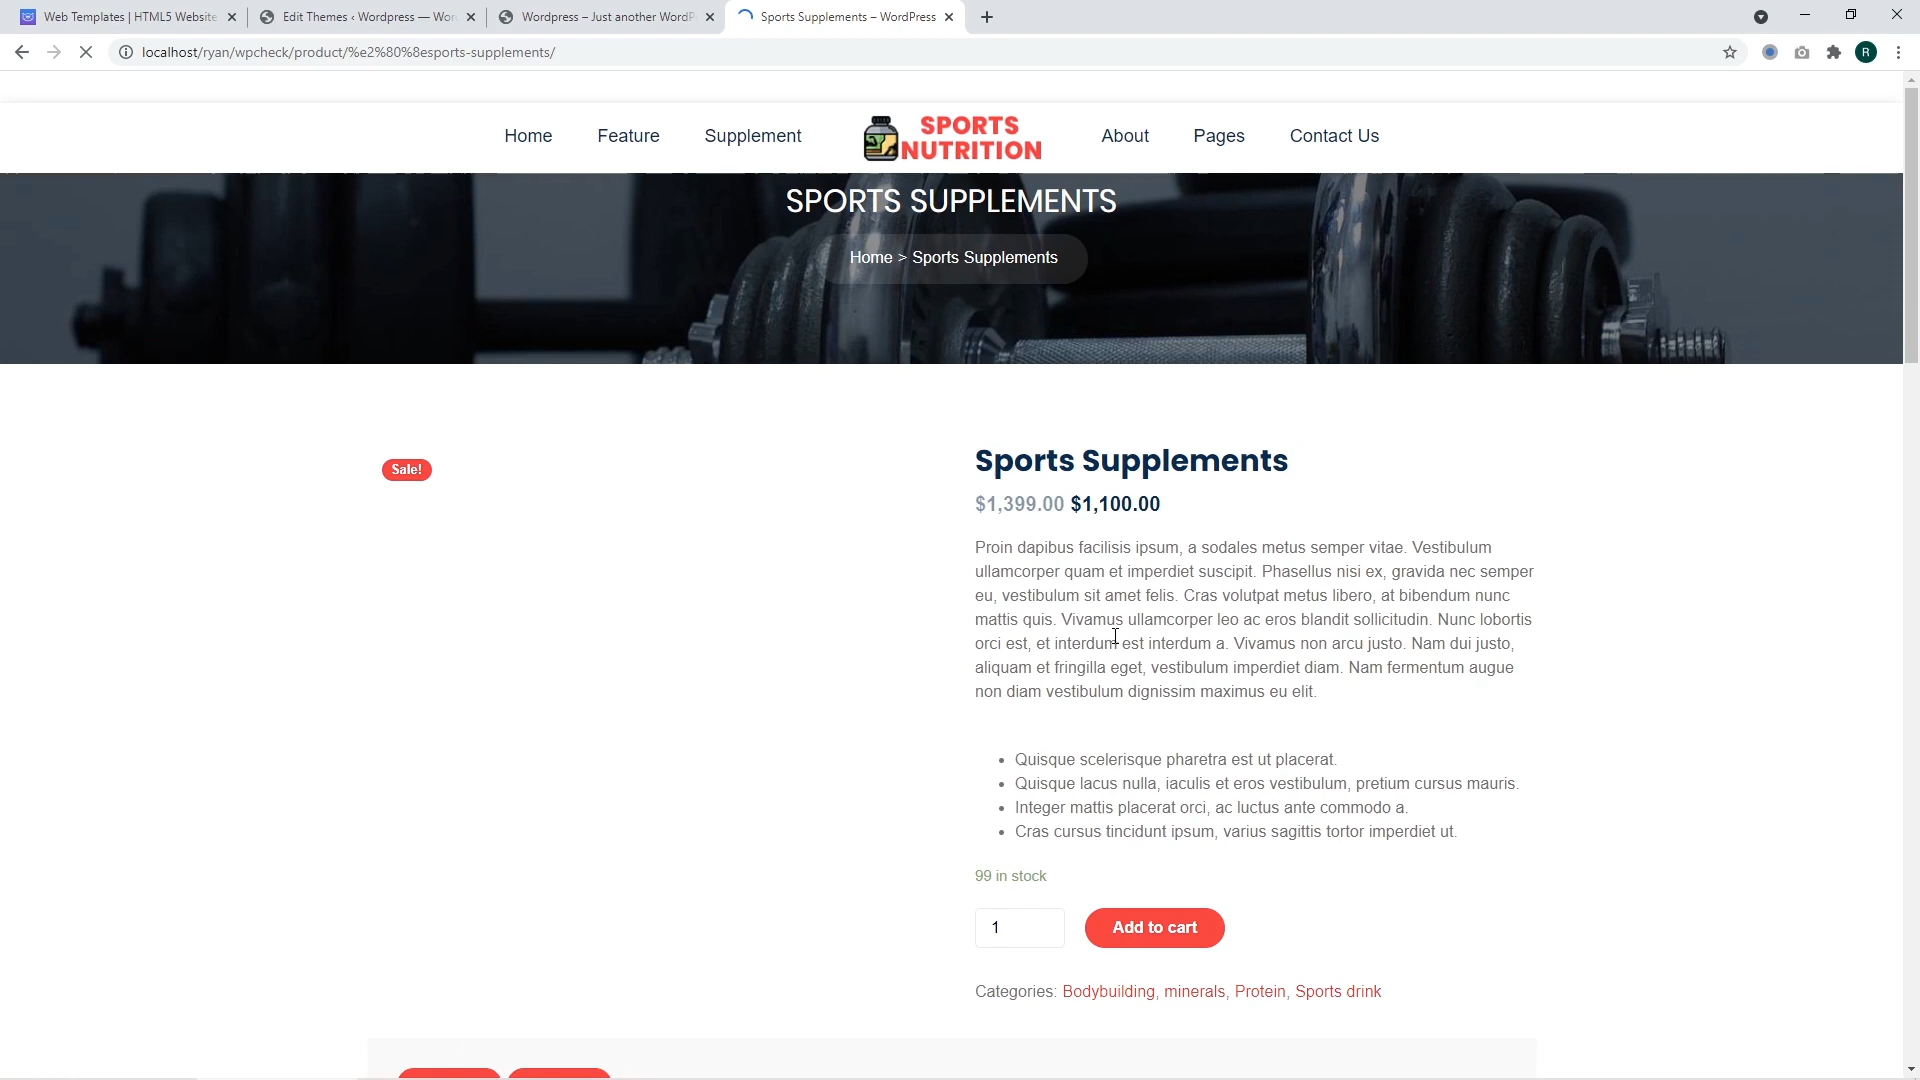 Web Templates | HTML5 Website
Edit Themes ‹ Wordpress — Wor
Wordpress – Just another WordP
Sports Supplements – WordPress
localhost/ryan/wpcheck/product/%e2%80%8esports-supplements/
R
Home
Feature
Supplement
SPORTS
NUTRITION
About
Pages
Contact Us
SPORTS SUPPLEMENTS
Home > Sports Supplements
Sale!
Sports Supplements
$1,399.00 $1,100.00
Proin dapibus facilisis ipsum, a sodales metus semper vitae. Vestibulum
ullamcorper quam et imperdiet suscipit. Phasellus nisi ex, gravida nec semper
eu, vestibulum sit amet felis. Cras volutpat metus libero, at bibendum nunc
mattis quis. Vivamus ullamcorper leo ac eros blandit sollicitudin. Nunc lobortis
orci est, et interdum est interdum a. Vivamus non arcu justo. Nam dui justo,
aliquam et fringilla eget, vestibulum imperdiet diam. Nam fermentum augue
non diam vestibulum dignissim maximus eu elit.
• Quisque scelerisque pharetra est ut placerat.
• Quisque lacus nulla, iaculis et eros vestibulum, pretium cursus mauris.
• Integer mattis placerat orci, ac luctus ante commodo a.
• Cras cursus tincidunt ipsum, varius sagittis tortor imperdiet ut.
99 in stock
1
Add to cart
Categories: Bodybuilding, minerals, Protein, Sports drink